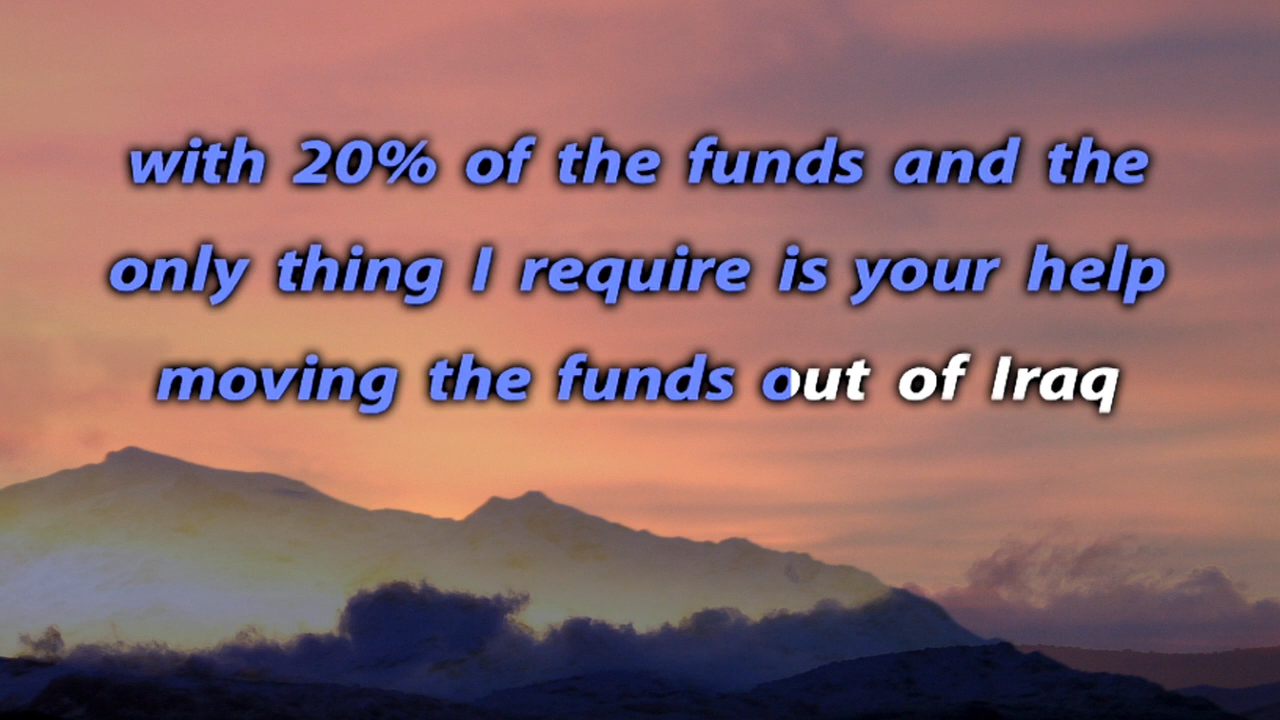 with 20% of the funds and the
only thing I require is your help
moving the funds out of Iraq